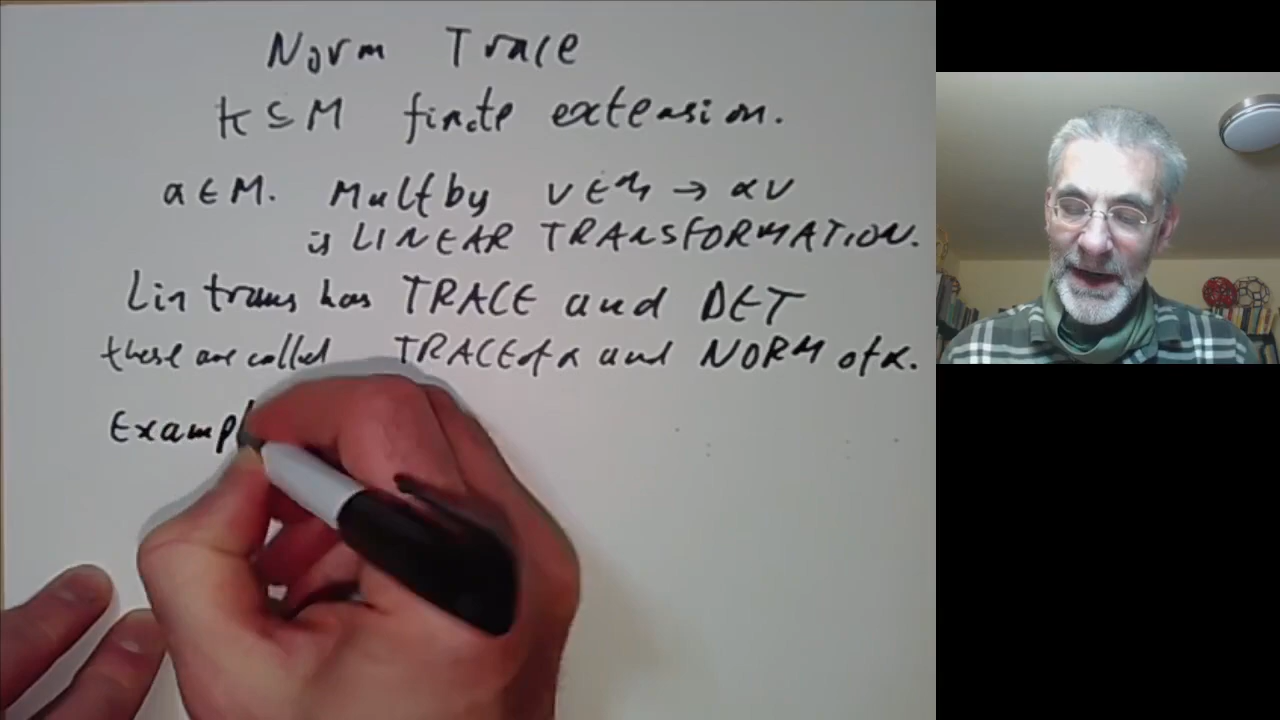 Norm Trace
K ⊆ M finite extension.
α ∈ M. Mult by v ∈ M → αv
is LINEAR TRANSFORMATION.
Lin trans has TRACE and DET
these are called TRACE of α and NORM of α.
Exampl